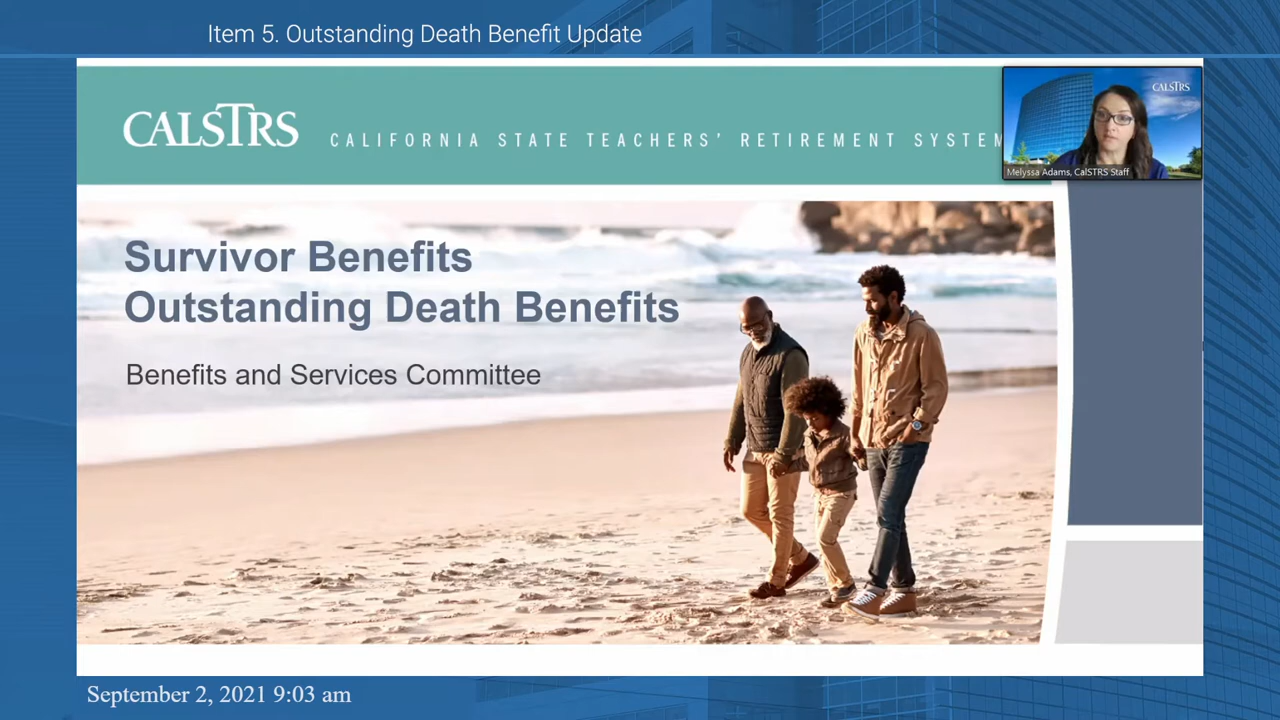 Item 5. Outstanding Death Benefit Update
CALSTRS
CALIFORNIA STATE TEACHERS' RETIREMENT SYSTEM
CALSTRS
Melyssa Adams, CalSTRS Staff
Survivor Benefits
Outstanding Death Benefits
Benefits and Services Committee
September 2, 2021 9:03 am